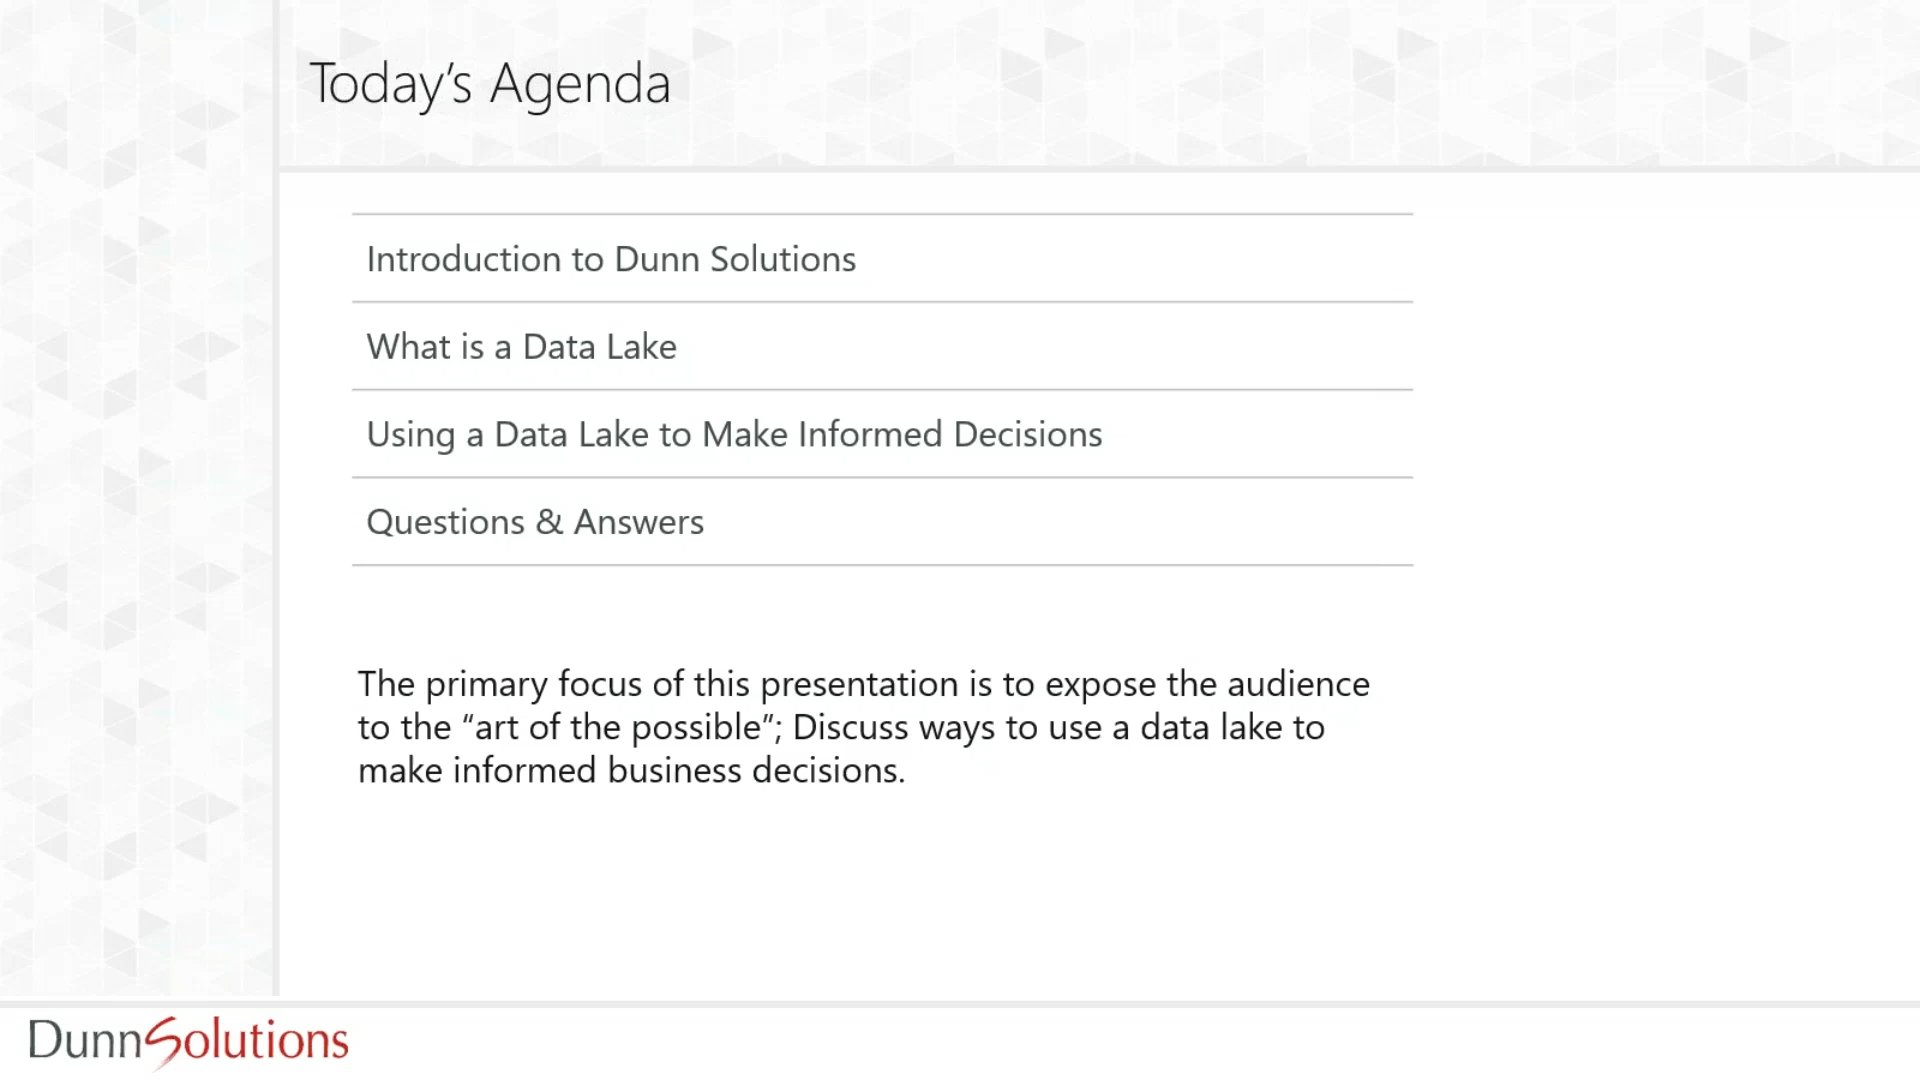 Today’s Agenda
Introduction to Dunn Solutions
What is a Data Lake
Using a Data Lake to Make Informed Decisions
Questions & Answers
The primary focus of this presentation is to expose the audience
to the “art of the possible”; Discuss ways to use a data lake to
make informed business decisions.
DunnSolutions